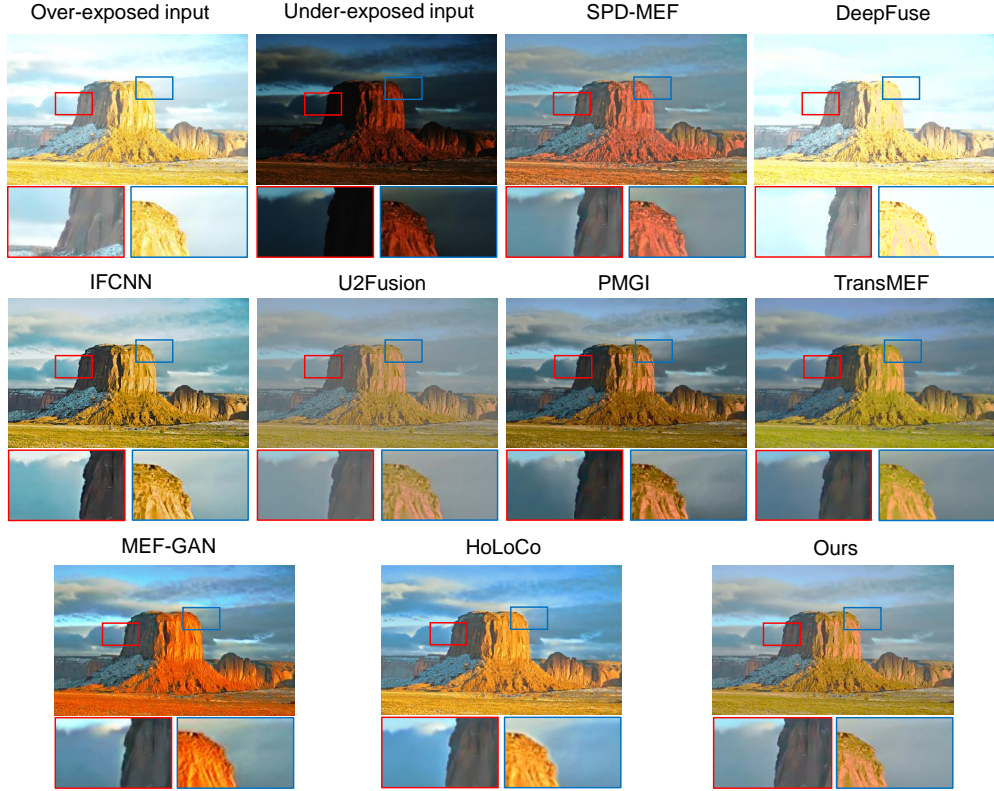 Over-exposed input
Under-exposed input
SPD-MEF
DeepFuse
IFCNN
U2Fusion
PMGI
TransMEF
MEF-GAN
HoLoCo
Ours